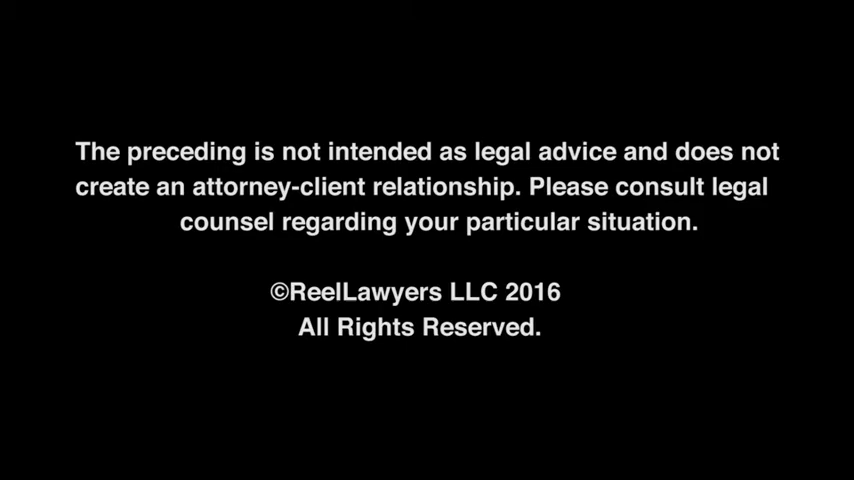 The preceding is not intended as legal advice and does not
create an attorney-client relationship. Please consult legal
counsel regarding your particular situation.
©ReelLawyers LLC 2016
All Rights Reserved.